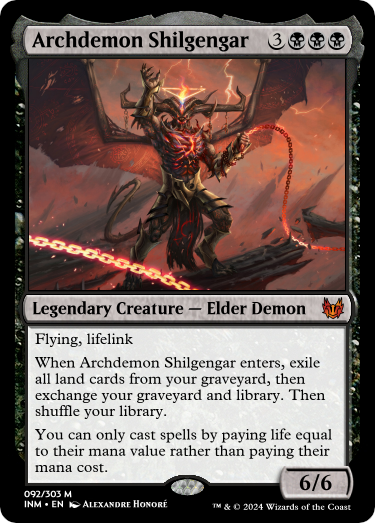 Archdemon Shilgengar 3
Legendary Creature — Elder Demon
Flying, lifelink
When Archdemon Shilgengar enters, exile
all land cards from your graveyard, then
exchange your graveyard and library. Then
shuffle your library.
You can only cast spells by paying life equal
to their mana value rather than paying their
mana cost.
6/6
092/303 M
INM • EN Alexandre Honoré
™ & © 2024 Wizards of the Coast